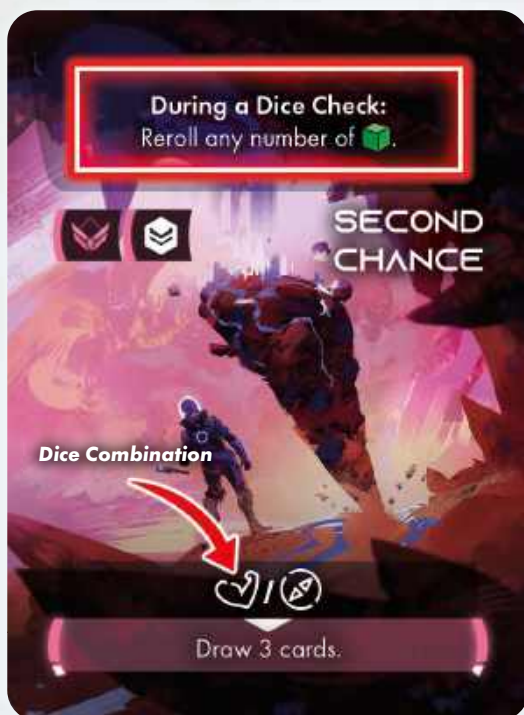 During a Dice Check:
Reroll any number of .
SECOND
CHANCE
Dice Combination
/
Draw 3 cards.